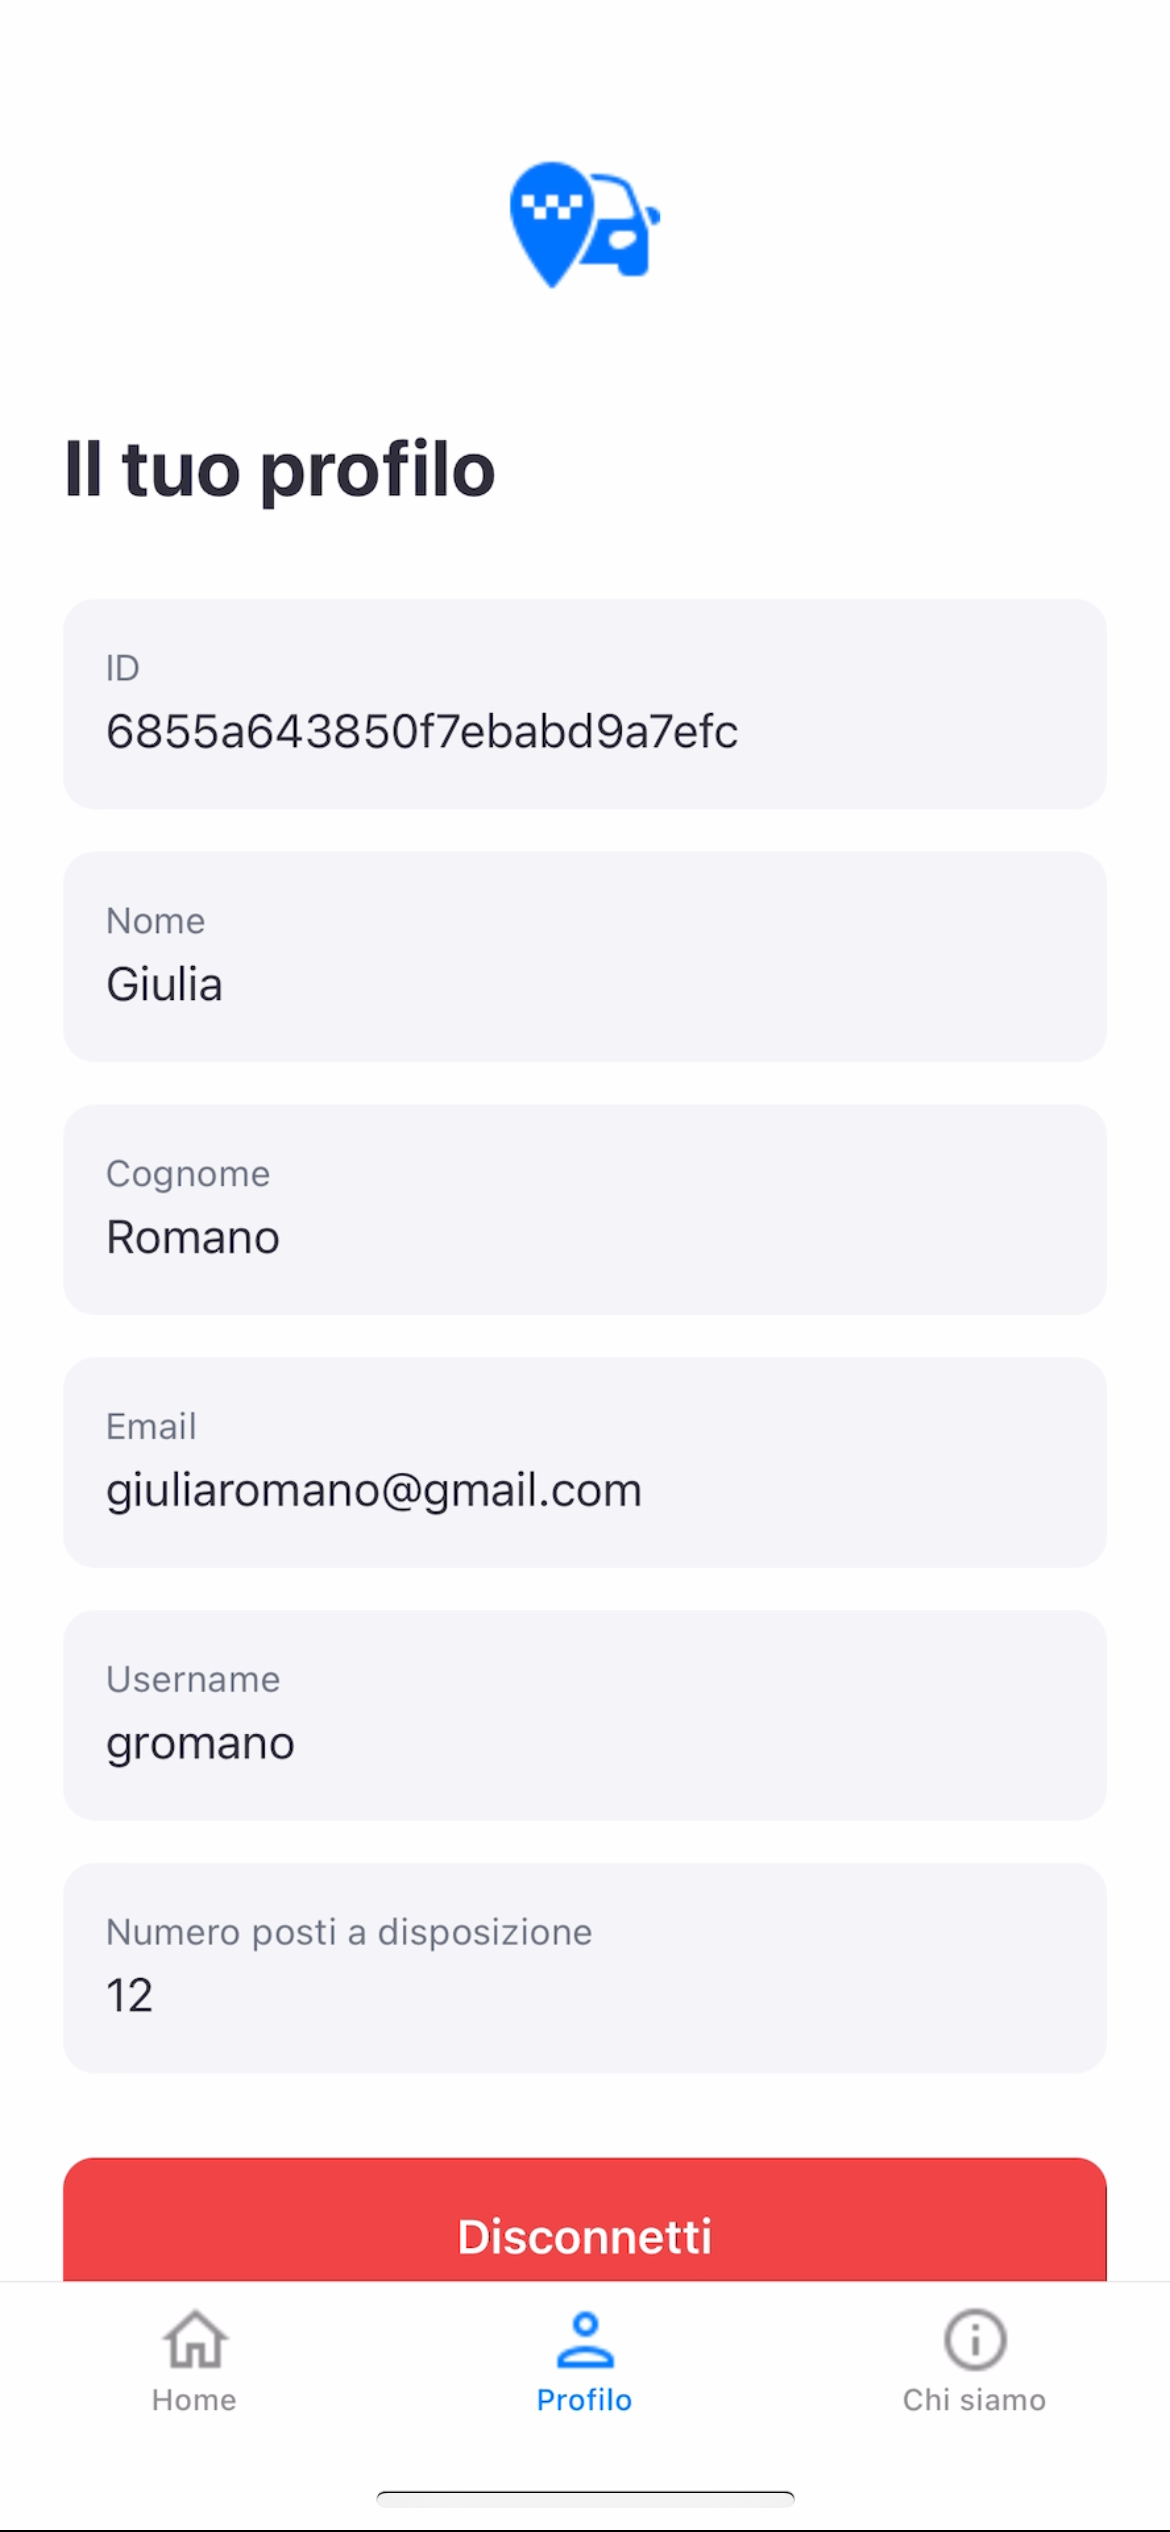 Il tuo profilo
ID
6855a643850f7ebabd9a7efc
Nome
Giulia
Cognome
Romano
Email
giuliaromano@gmail.com
Username
gromano
Numero posti a disposizione
12
Disconnetti
Home
Profilo
Chi siamo